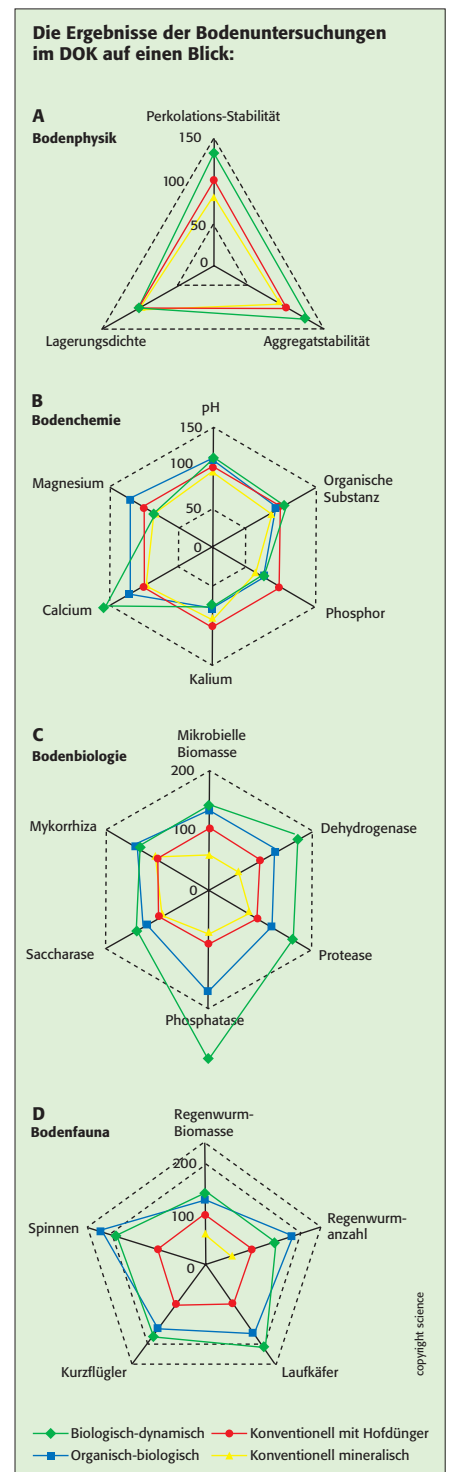 Die Ergebnisse der Bodenuntersuchungen
im DOK auf einen Blick:
A
Bodenphysik
Perkolations-Stabilität
150
100
50
0
Lagerungsdichte
Aggregatstabilität
B
Bodenchemie
pH
150
100
50
0
Magnesium
Organische
Substanz
Calcium
Phosphor
Kalium
C
Bodenbiologie
Mikrobielle
Biomasse
200
100
0
Mykorrhiza
Dehydrogenase
Saccharase
Protease
Phosphatase
D
Bodenfauna
Regenwurm-
Biomasse
200
100
0
Spinnen
Regenwurm-
anzahl
Kurzflügler
Laufkäfer
copyright science
Biologisch-dynamisch
Konventionell mit Hofdünger
Organisch-biologisch
Konventionell mineralisch